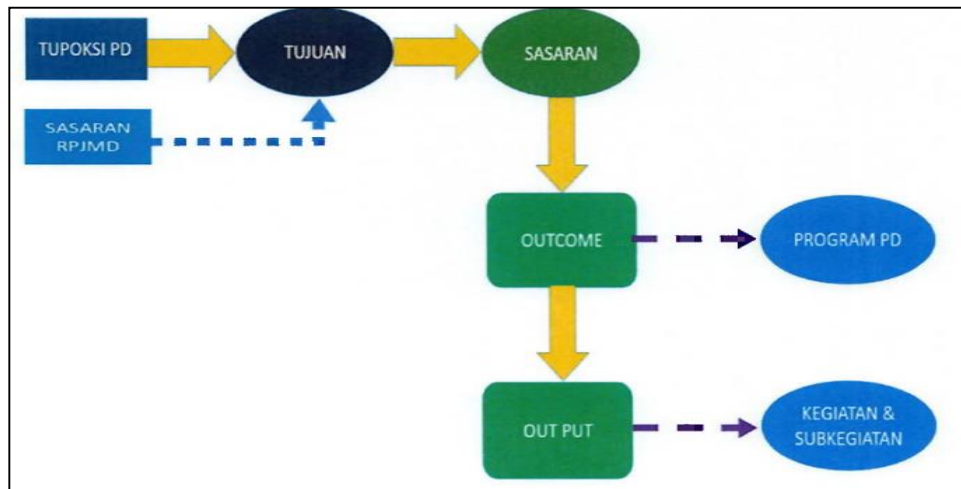 TUPOKSI PD
TUJUAN
SASARAN
SASARAN
RPJMD
OUTCOME
PROGRAM PD
OUT PUT
KEGIATAN &
SUBKEGIATAN